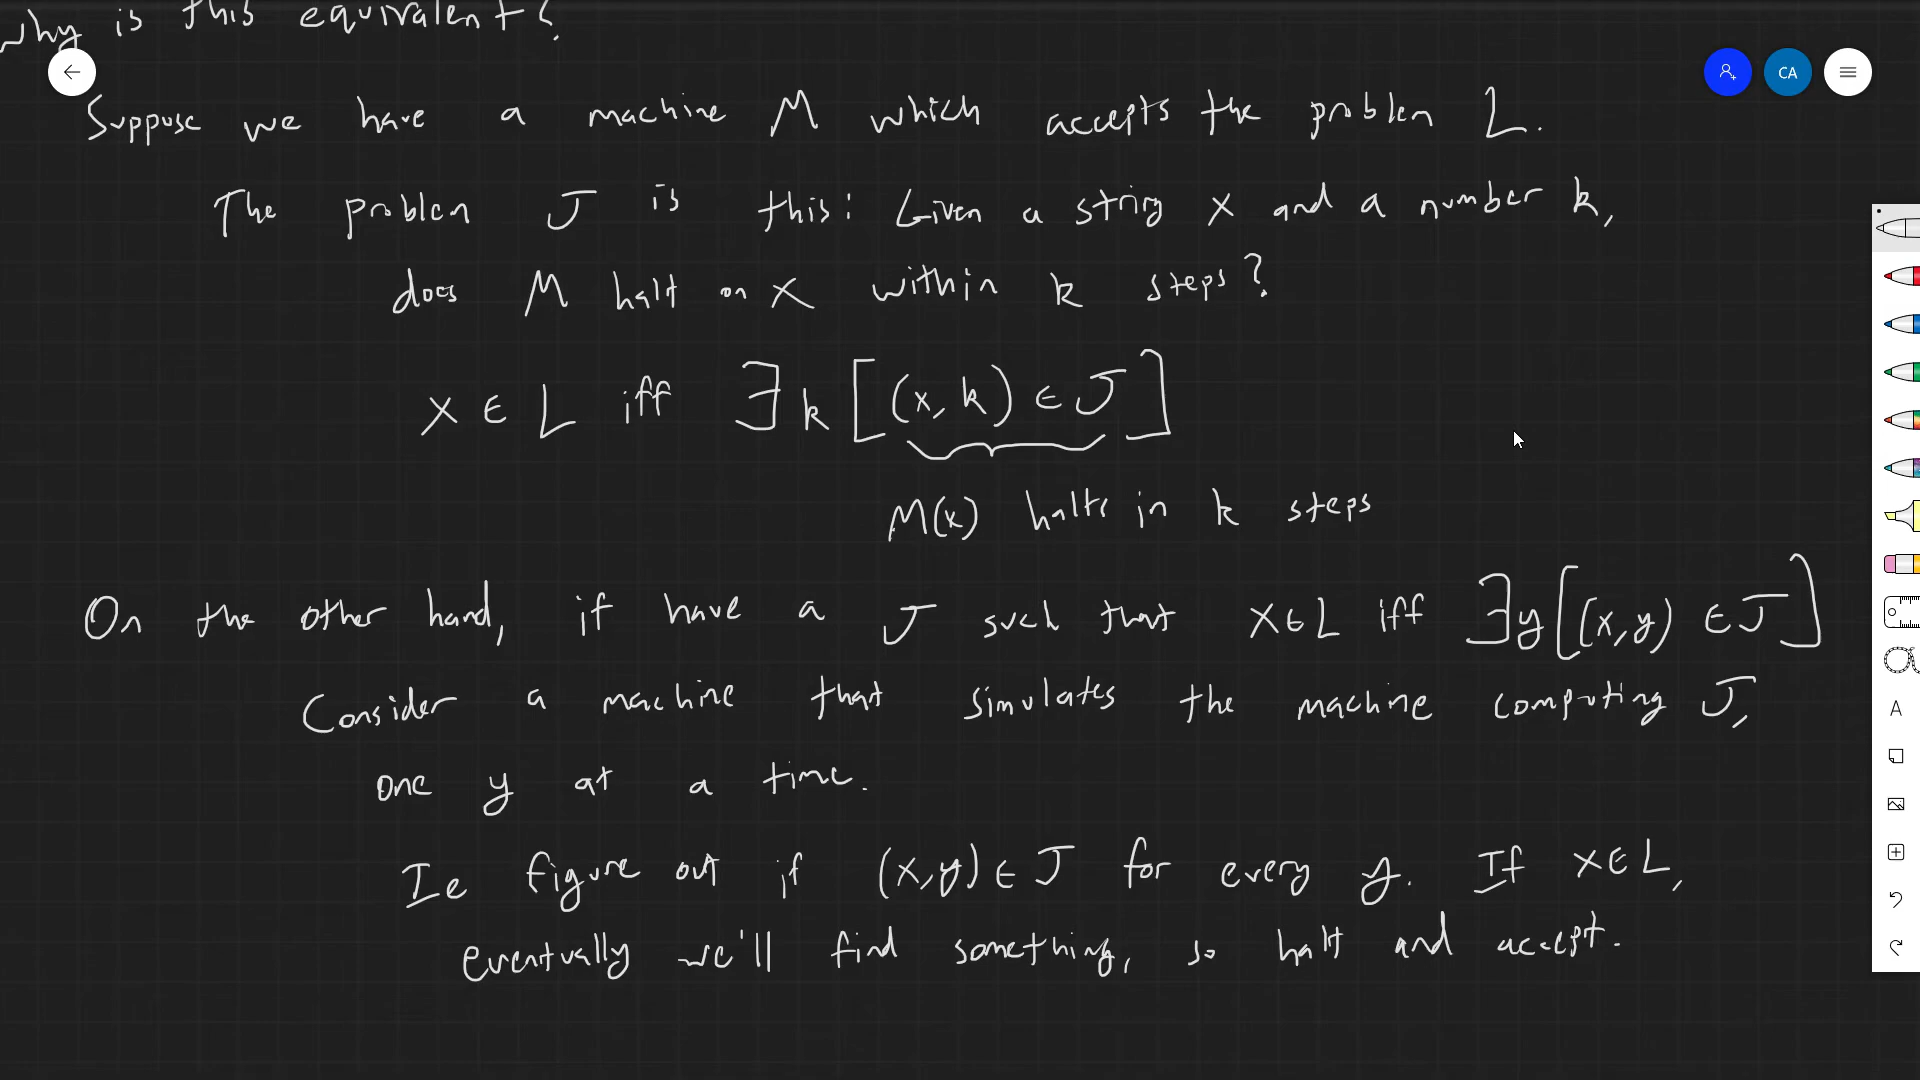 why is this equivalent?
CA
Suppose we have a machine M which accepts the problem L.
The problem J is this: Given a string x and a number k,
does M halt on x within k steps?
x ∈ L iff ∃k[(x, k) ∈ J]
M(x) halts in k steps
On the other hand, if have a J such that x∈L iff ∃y[(x,y) ∈J]
Consider a machine that simulates the machine computing J,
one y at a time.
Ie figure out if (x,y) ∈ J for every y. If x∈L,
eventually we'll find something, so halt and accept.
A